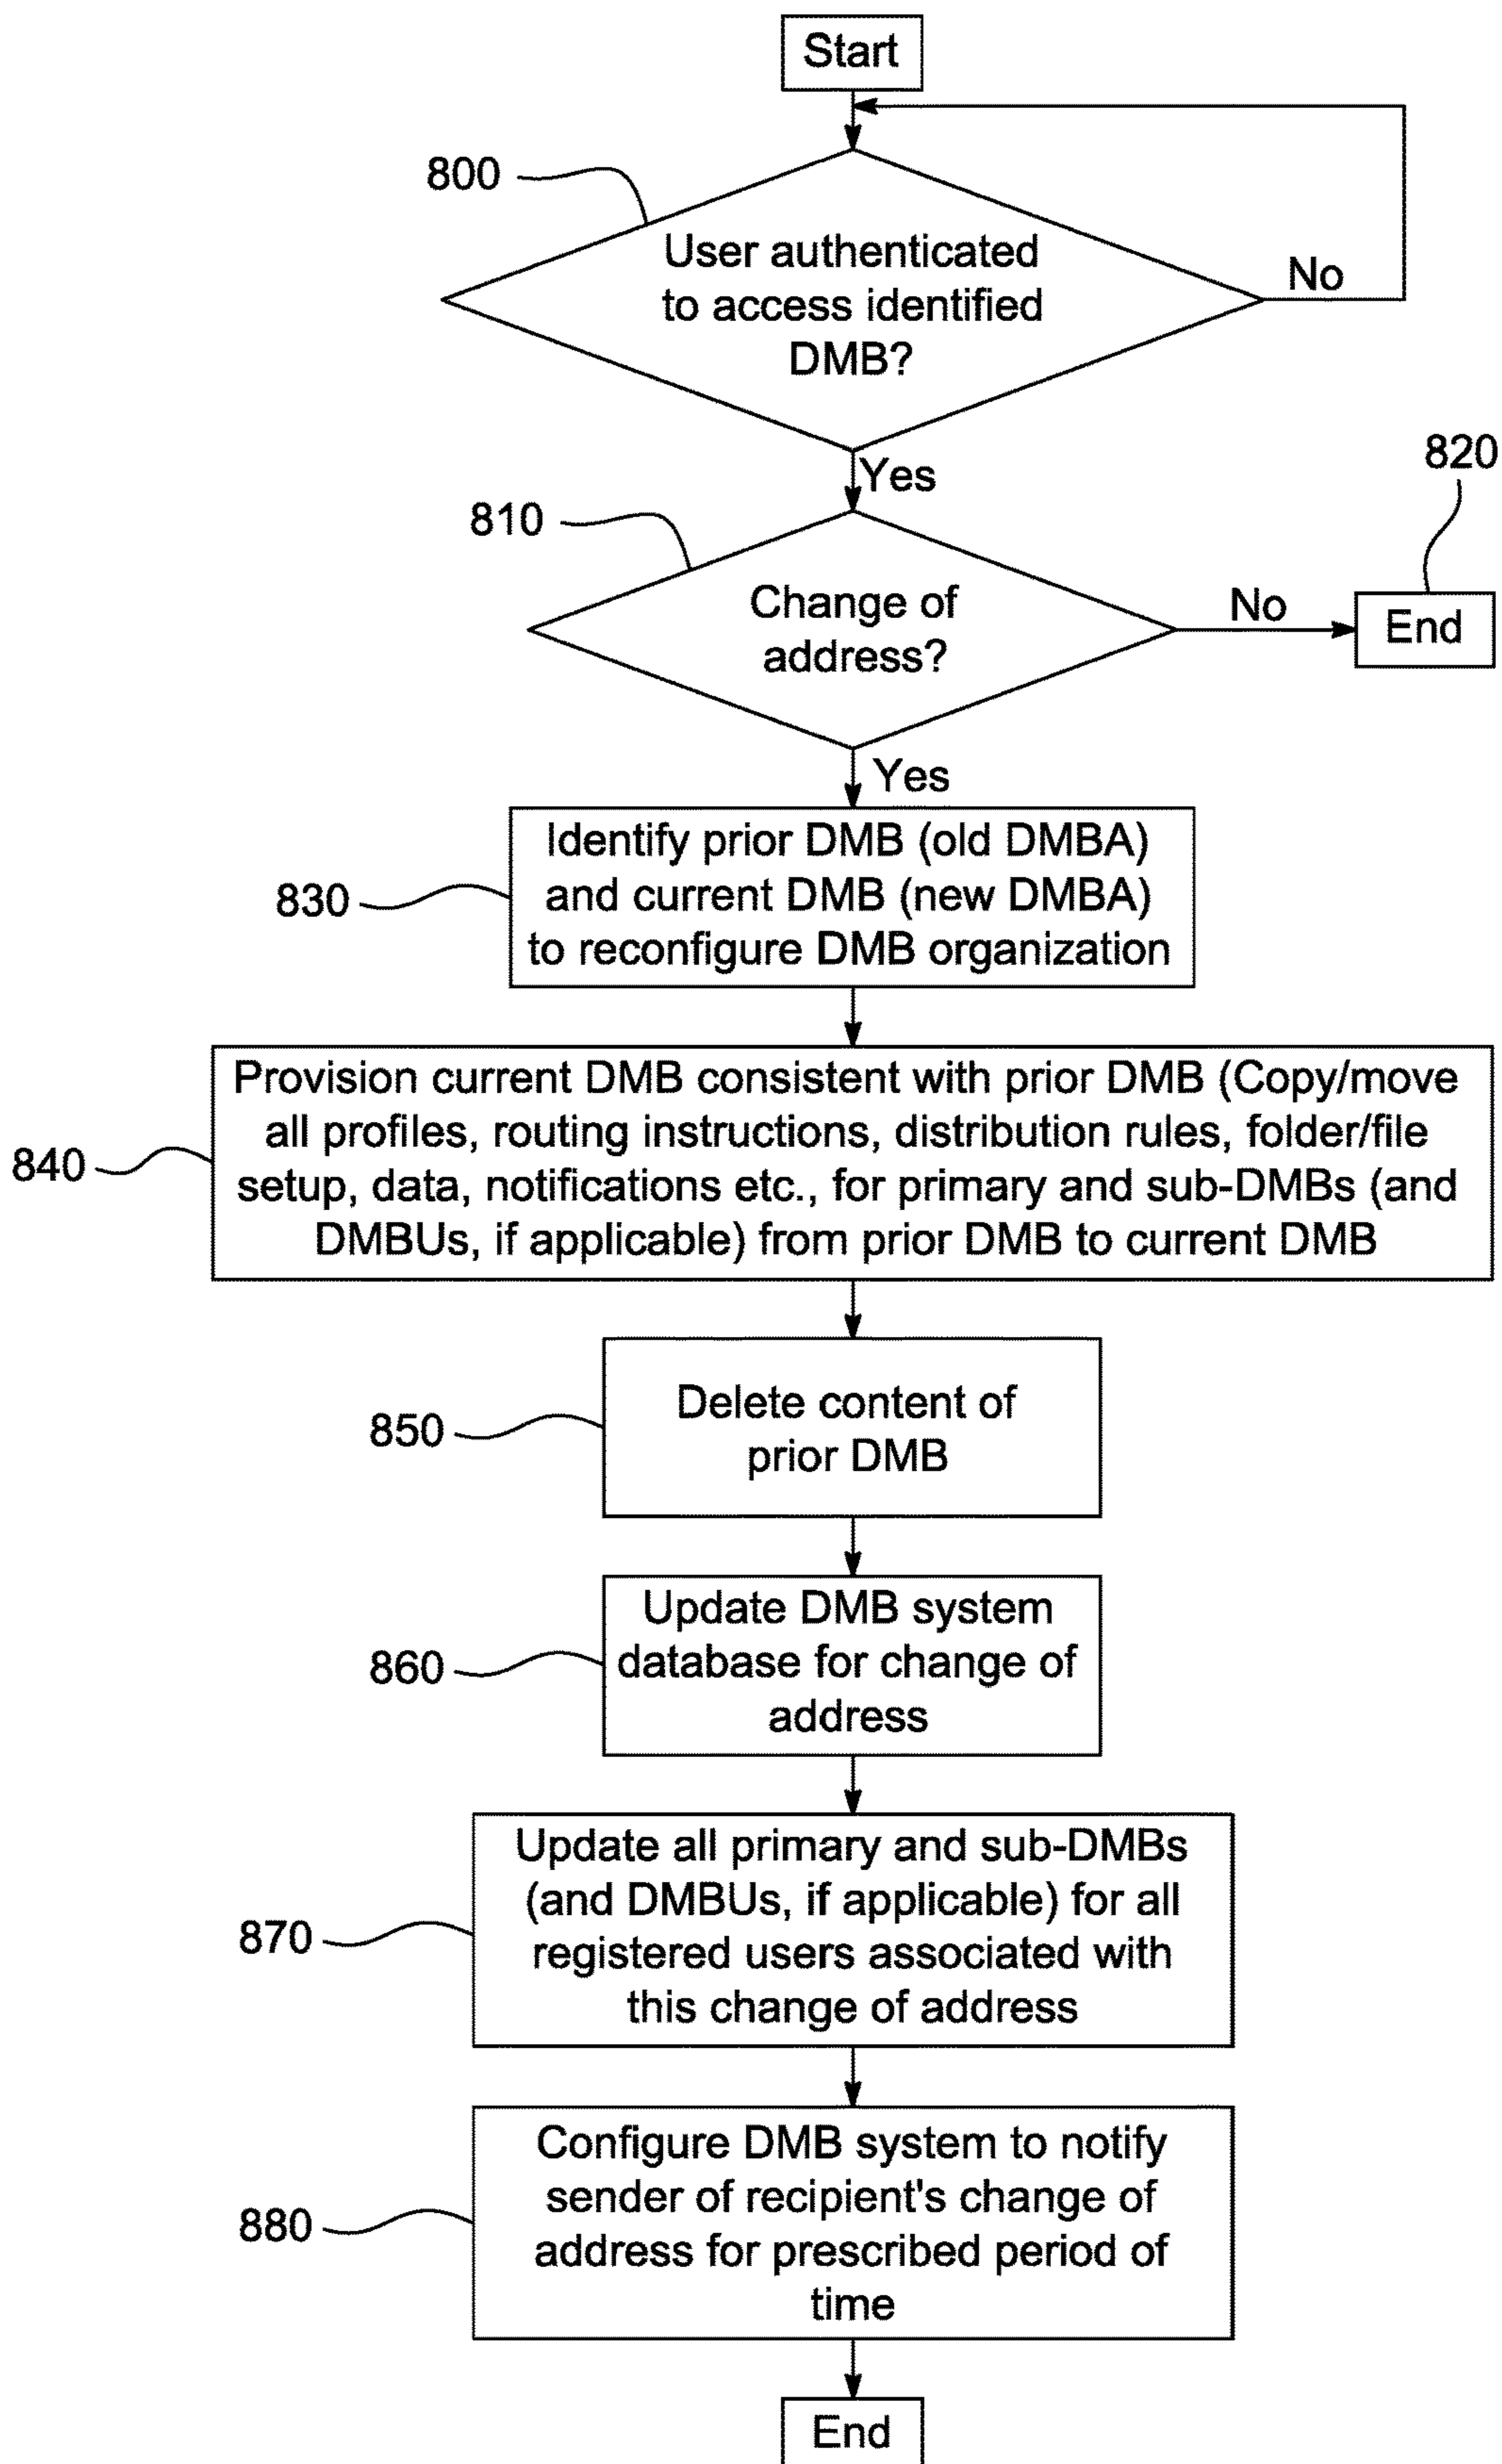 Start
800
User authenticated
to access identified
DMB?
No
Yes
820
810
Change of
address?
No
End
Yes
830
Identify prior DMB (old DMBA)
and current DMB (new DMBA)
to reconfigure DMB organization
840
Provision current DMB consistent with prior DMB (Copy/move
all profiles, routing instructions, distribution rules, folder/file
setup, data, notifications etc., for primary and sub-DMBs (and
DMBUs, if applicable) from prior DMB to current DMB
850
Delete content of
prior DMB
860
Update DMB system
database for change of
address
870
Update all primary and sub-DMBs
(and DMBUs, if applicable) for all
registered users associated with
this change of address
880
Configure DMB system to notify
sender of recipient's change of
address for prescribed period of
time
End